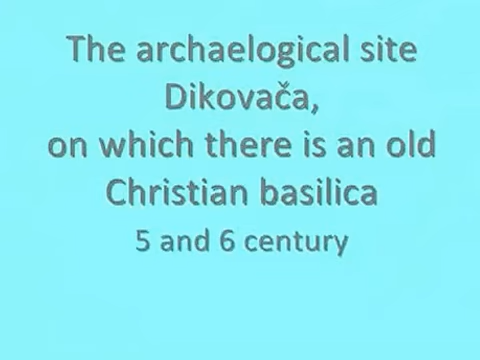 The archaelogical site
Dikovača,
on which there is an old
Christian basilica
5 and 6 century